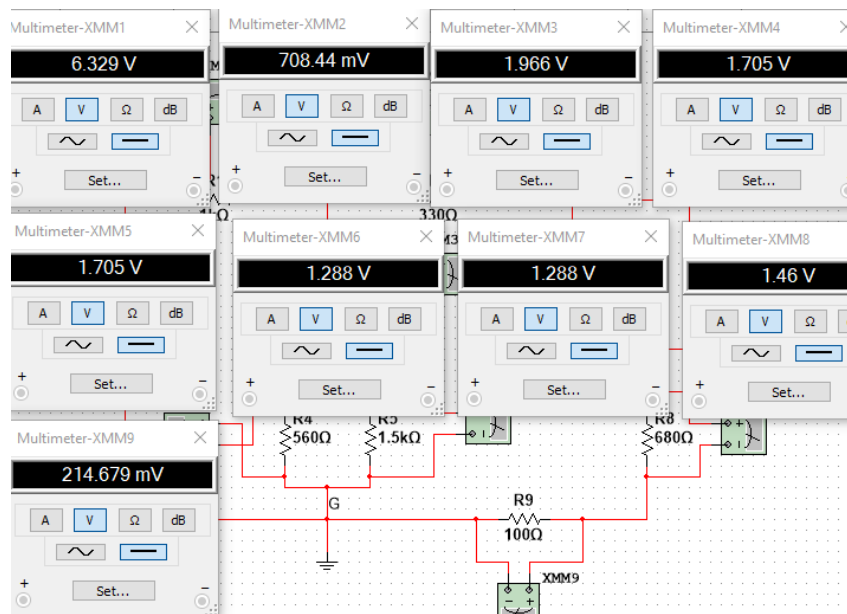 Multimeter-XMM1 ×
6.329 V
A V Ω dB
+ Set... −
Multimeter-XMM2 ×
708.44 mV
A V Ω dB
+ Set... −
Multimeter-XMM3 ×
1.966 V
A V Ω dB
+ Set... −
Multimeter-XMM4 ×
1.705 V
A V Ω dB
+ Set...
1kΩ
330Ω
Multimeter-XMM5 ×
1.705 V
A V Ω dB
+ Set... −
Multimeter-XMM6 ×
1.288 V
A V Ω dB
+ Set... −
Multimeter-XMM7 ×
1.288 V
A V Ω dB
+ Set... −
Multimeter-XMM8
1.46 V
A V Ω
+ Set...
R4
560Ω
R5
1.5kΩ
R8
680Ω
Multimeter-XMM9 ×
214.679 mV
A V Ω dB
+ Set... −
G
R9
100Ω
XMM9